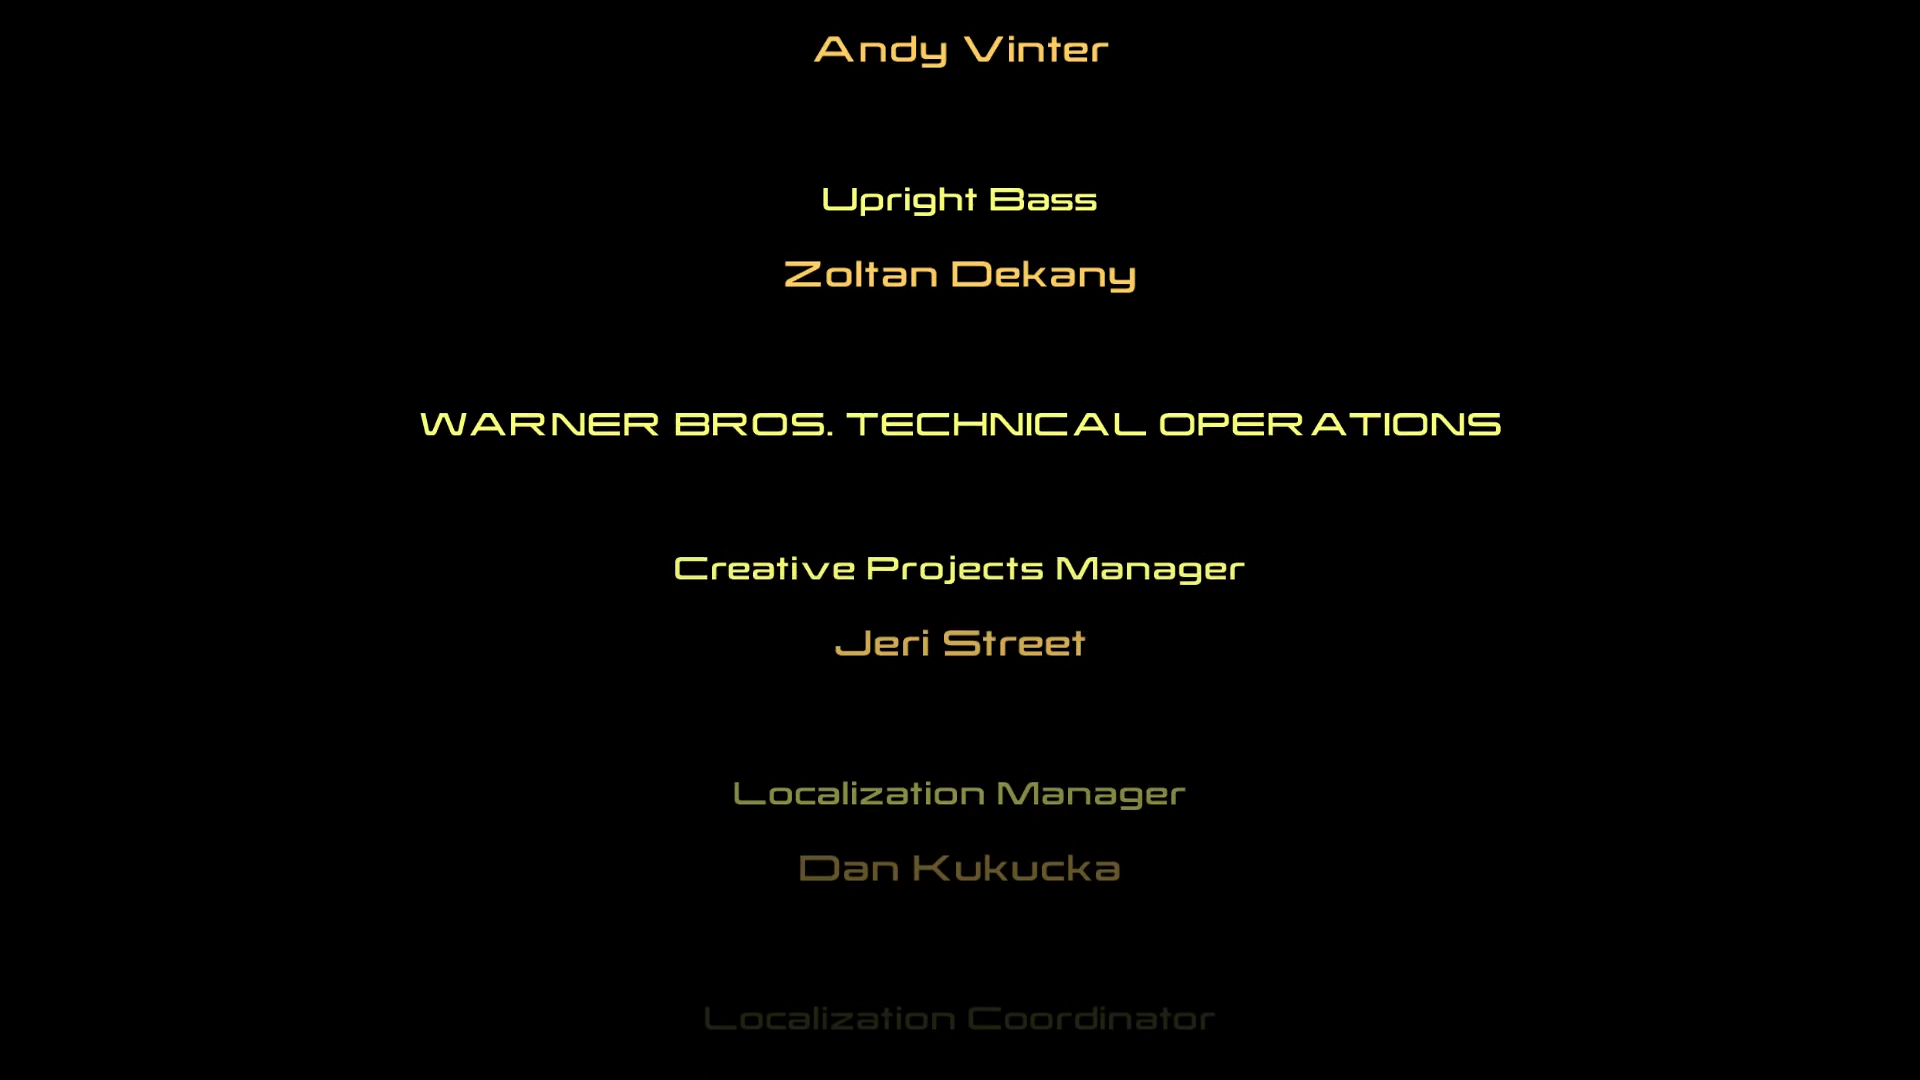 Andy Vinter
Upright Bass
Zoltan Dekany
WARNER BROS. TECHNICAL OPERATIONS
Creative Projects Manager
Jeri Street
Localization Manager
Dan Kukucka
Localization Coordinator